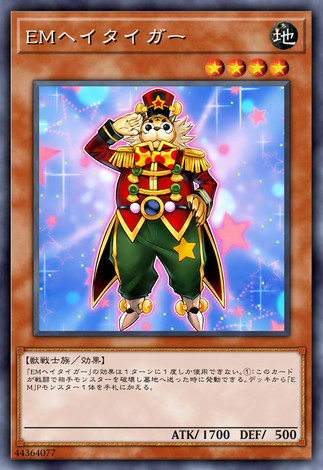 EMヘイタイガー
地
【獣戦士族／効果】
「EMヘイタイガー」の効果は1ターンに1度しか使用できない。①:このカード
が戦闘で相手モンスターを破壊し墓地へ送った時に発動できる。デッキから「E
M」Pモンスター1体を手札に加える。
ATK/ 1700 DEF/ 500
44364077